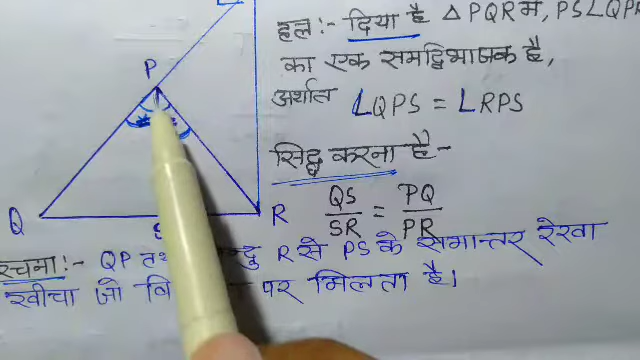 हल:- दिया है △PQR में, PS∠QPR
का एक समद्विभाजक है,
अर्थात ∠QPS = ∠RPS
सिद्ध करना है-
QS/SR = PQ/PR
P
Q
R
रचना:- QP R से PS के समान्तर रेखा
खीचा जो पर मिलता है।